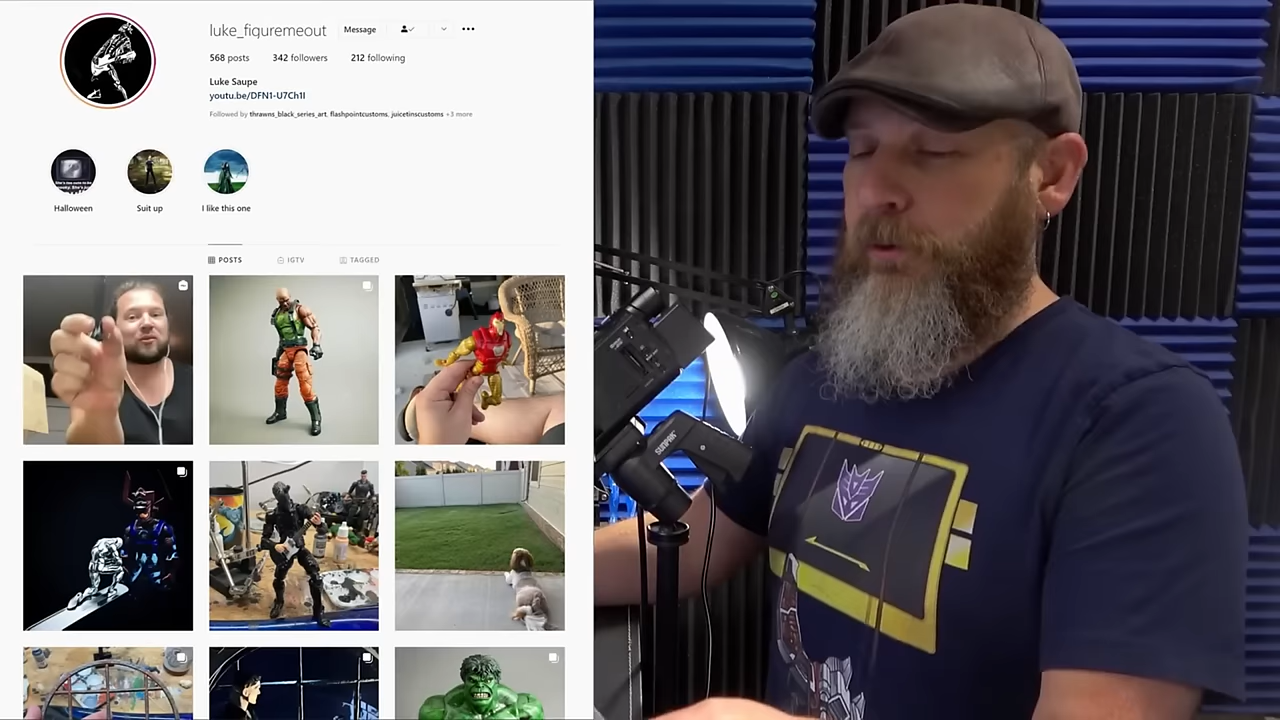 luke_figuremeout Message
568 posts 342 followers 212 following
Luke Saupe
youtu.be/DFN1-U7Ch1I
Followed by thrawns_black_series_art, flashpointcustoms, juicetinscustoms +3 more
Halloween Suit up I like this one
POSTS IGTV TAGGED
SUNPAK